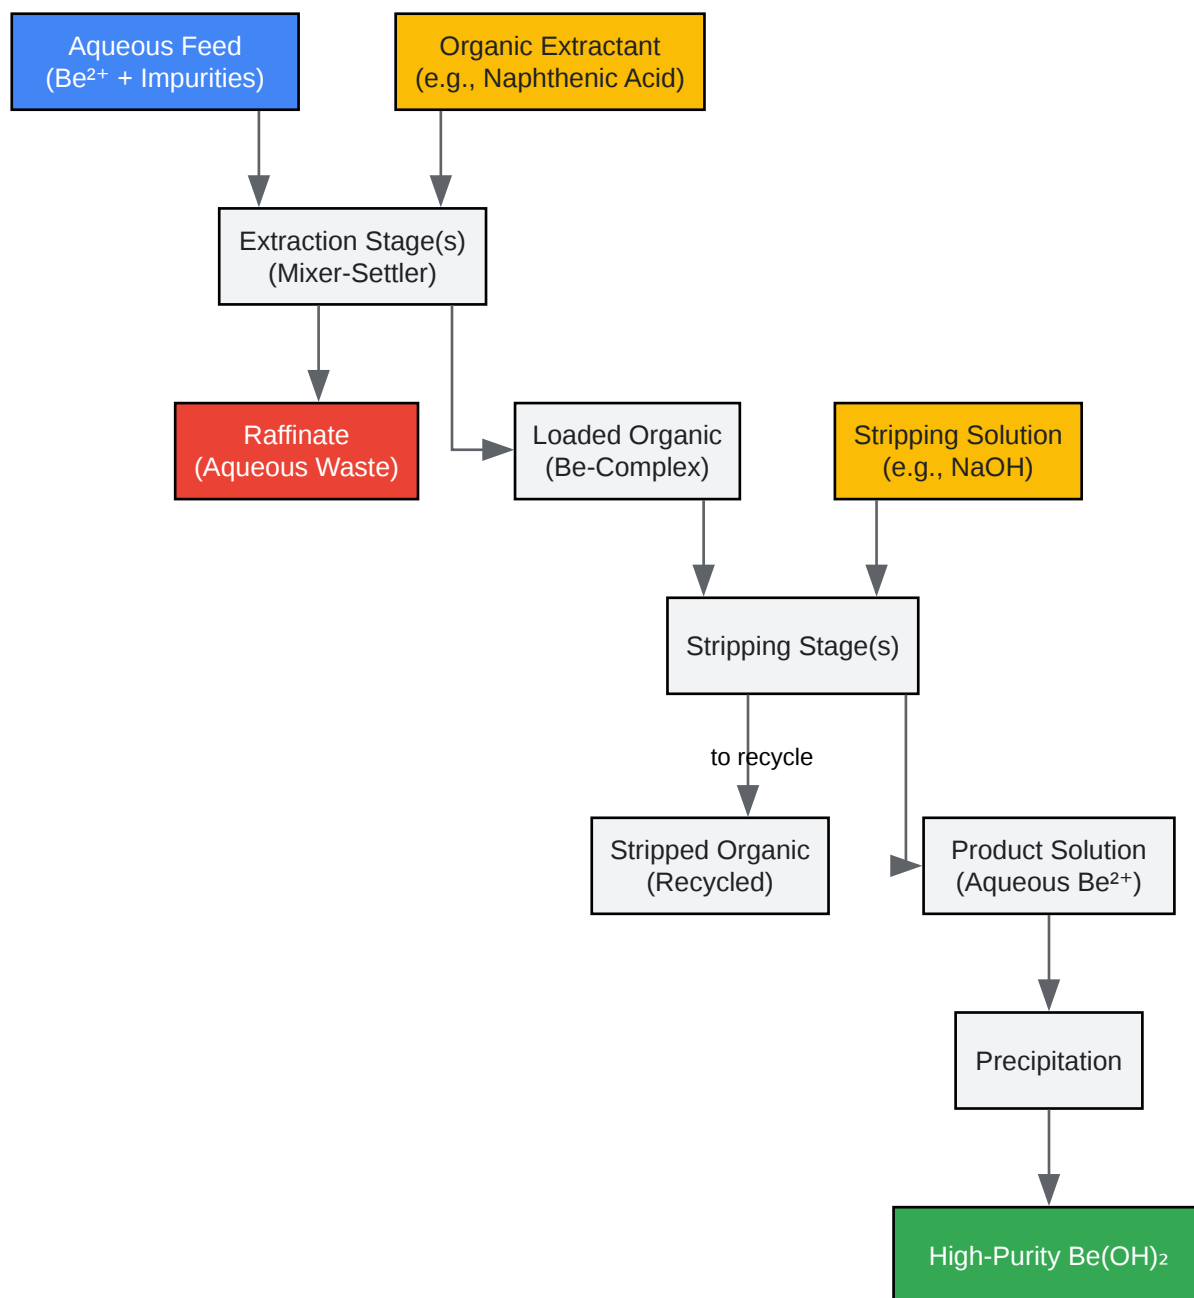 Aqueous Feed
(Be²⁺ + Impurities)
Organic Extractant
(e.g., Naphthenic Acid)
Extraction Stage(s)
(Mixer-Settler)
Raffinate
(Aqueous Waste)
Loaded Organic
(Be-Complex)
Stripping Solution
(e.g., NaOH)
Stripping Stage(s)
to recycle
Stripped Organic
(Recycled)
Product Solution
(Aqueous Be²⁺)
Precipitation
High-Purity Be(OH)₂